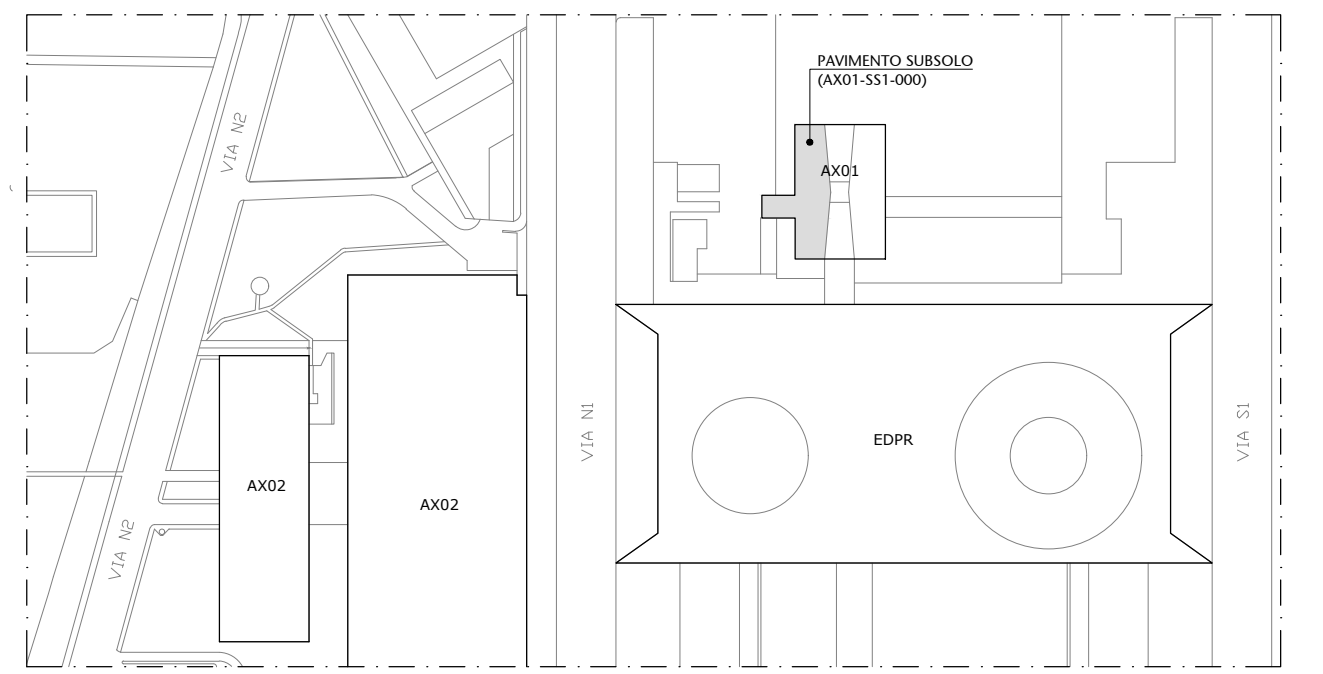 PAVIMENTO SUBSOLO
(AX01-SS1-000)
VIA N2
AX01
VIA N1
EDPR
VIA S1
AX02
AX02
VIA N2